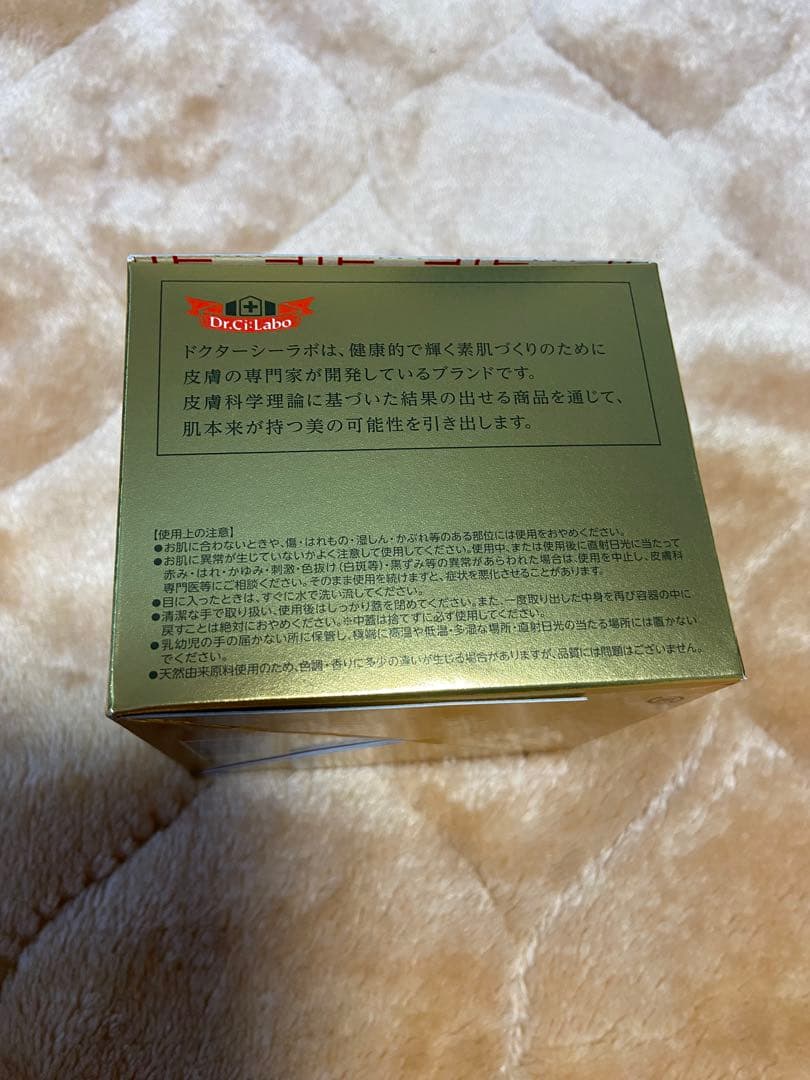 Dr.Ci:Labo
ドクターシーラボは、健康的で輝く素肌づくりのために
皮膚の専門家が開発しているブランドです。
皮膚科学理論に基づいた結果の出せる商品を通じて、
肌本来が持つ美の可能性を引き出します。
【使用上の注意】
●お肌に合わないときや、傷・はれもの・湿しん・かぶれ等のある部位には使用をおやめください。
●お肌に異常が生じていないかよく注意して使用してください。使用中、または使用後に直射日光に当たって
赤み・はれ・かゆみ・刺激・色抜け(白斑等)・黒ずみ等の異常があらわれた場合は、使用を中止し、皮膚科
専門医等にご相談ください。そのまま使用を続けますと、症状を悪化させることがあります。
●目に入ったときは、すぐに水で洗い流してください。
●清潔な手で取り扱い、使用後はしっかり蓋を閉めてください。また、一度取り出した中身を再び容器の中に
戻すことは絶対におやめください。※中蓋は捨てずに必ず使用してください。
●乳幼児の手の届かない所に保管し、極端に高温や低温・多湿な場所・直射日光の当たる場所には置かない
でください。
●天然由来原料使用のため、色調・香りに多少の違いが生じる場合がありますが、品質には問題はございません。